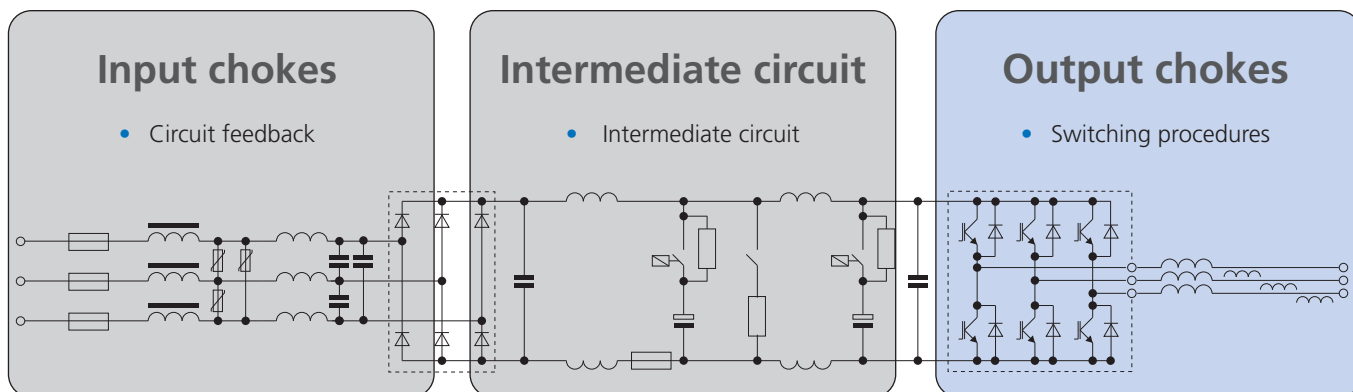 Input chokes
• Circuit feedback
Intermediate circuit
• Intermediate circuit
Output chokes
• Switching procedures